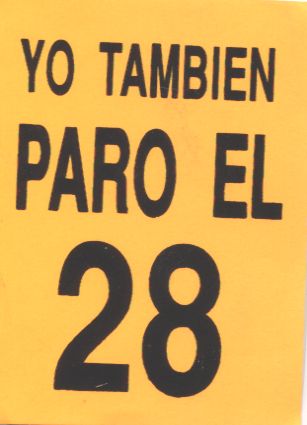 YO TAMBIEN
PARO EL
28